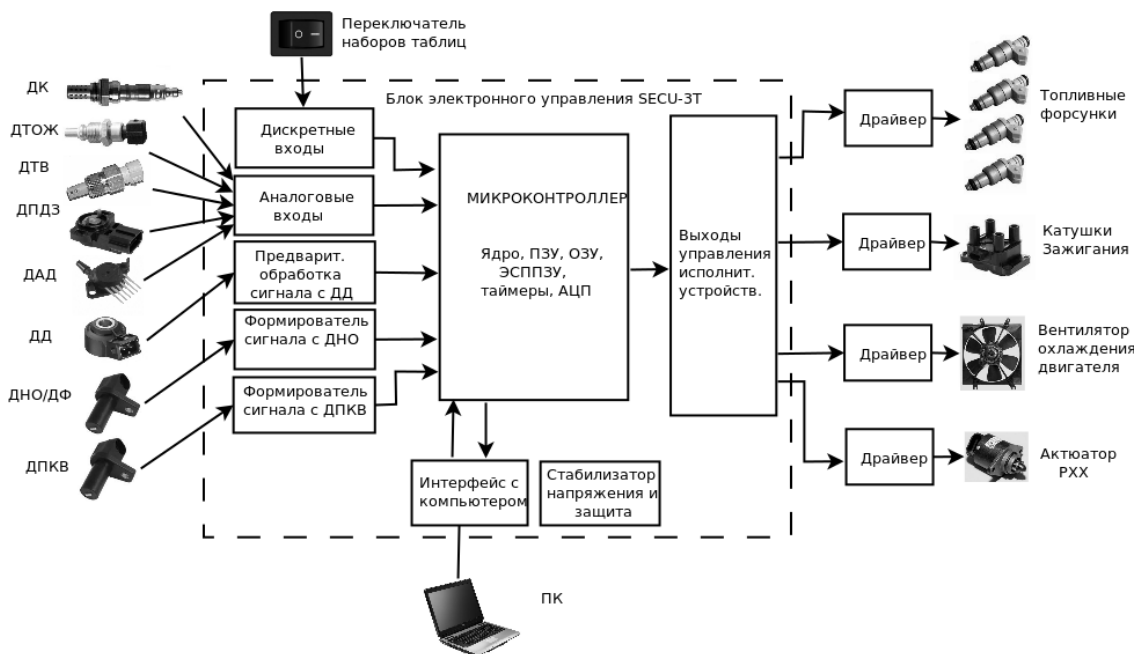 Переключатель
наборов таблиц
Блок электронного управления SECU-3T
ДК
ДТОЖ
ДТВ
ДПДЗ
ДАД
ДД
ДНО/ДФ
ДПКВ
Дискретные
входы
Аналоговые
входы
Предварит.
обработка
сигнала с ДД
Формирователь
сигнала с ДНО
Формирователь
сигнала с ДПКВ
МИКРОКОНТРОЛЛЕР
Ядро, ПЗУ, ОЗУ,
ЭСППЗУ,
таймеры, АЦП
Интерфейс с
компьютером
Стабилизатор
напряжения и
защита
ПК
Выходы
управления
исполнит.
устройств.
Драйвер
Топливные
форсунки
Драйвер
Катушки
Зажигания
Драйвер
Вентилятор
охлаждения
двигателя
Драйвер
Актюатор
РХХ